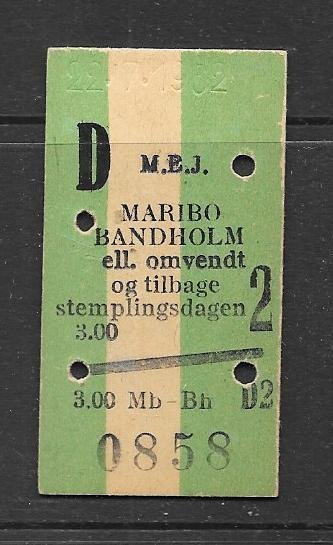 22.7.1962
D
M.B.J.
MARIBO
BANDHOLM
ell. omvendt
og tilbage
stemplingsdagen
2
3.00
3.00 Mb - Bh D2
0858